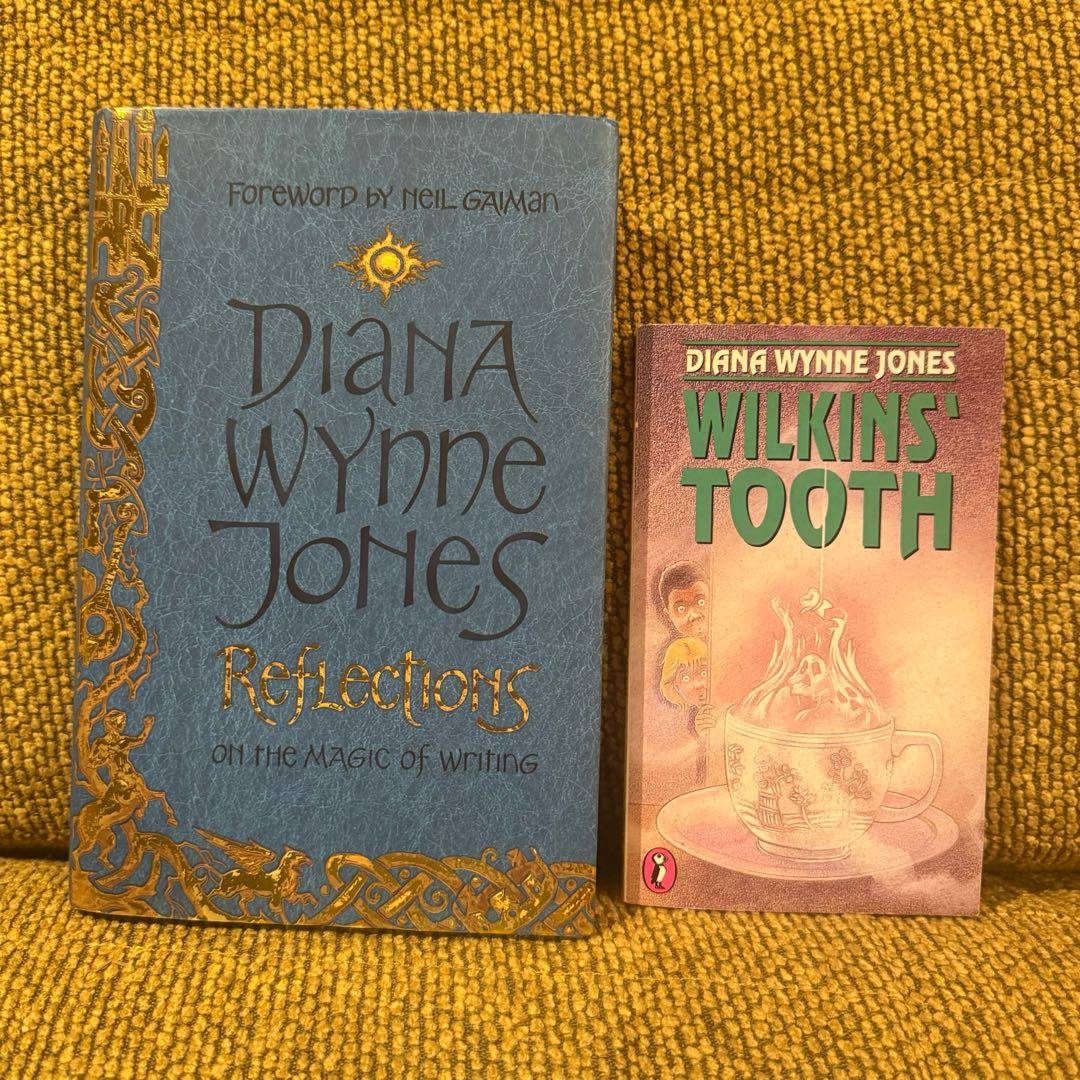 Foreword by Neil Gaiman
Diana
Wynne
Jones
Reflections
on the Magic of Writing
DIANA WYNNE JONES
WILKINS'
TOOTH